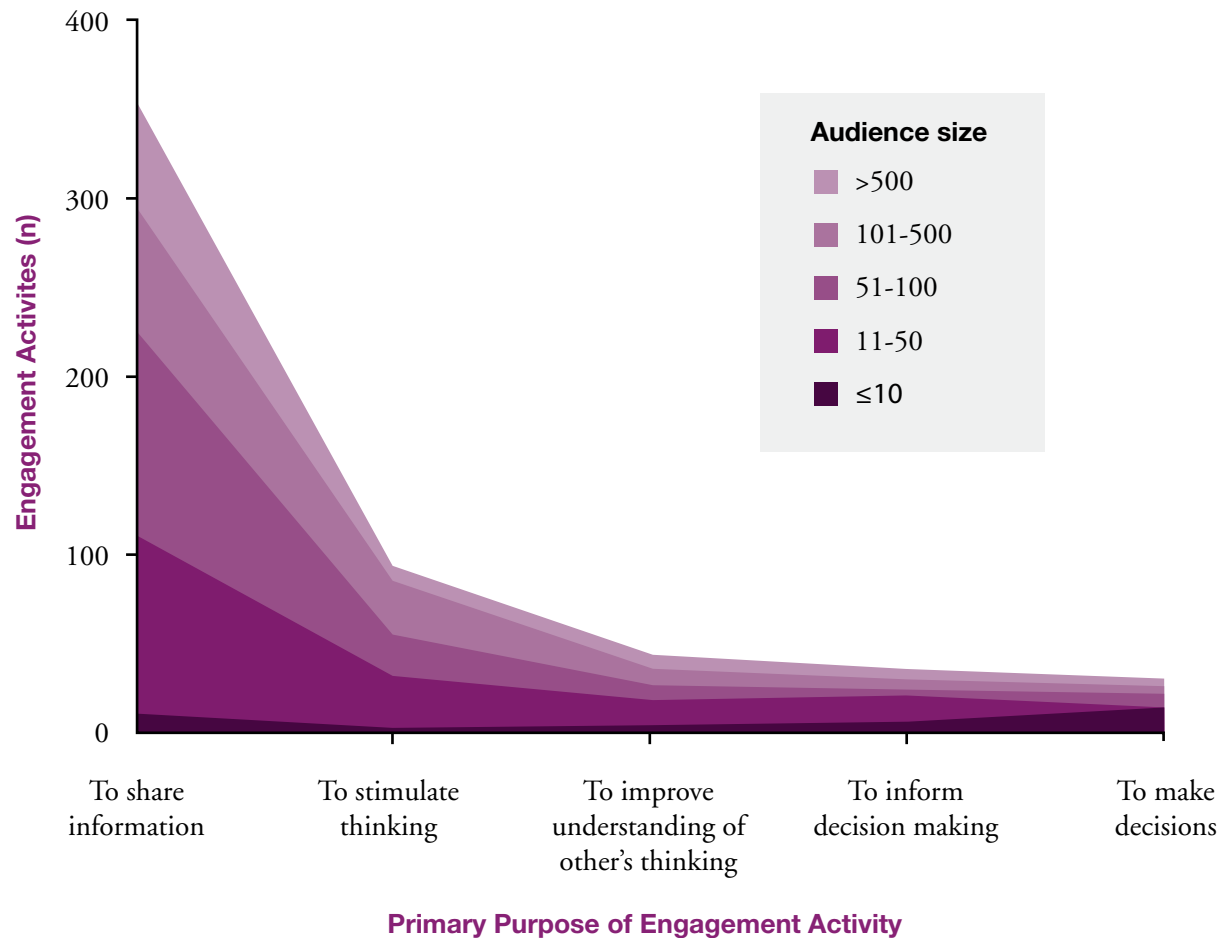 400
300
200
100
0
Engagement Activites (n)
Audience size
>500
101-500
51-100
11-50
≤10
To share
information
To stimulate
thinking
To improve
understanding of
other's thinking
To inform
decision making
To make
decisions
Primary Purpose of Engagement Activity